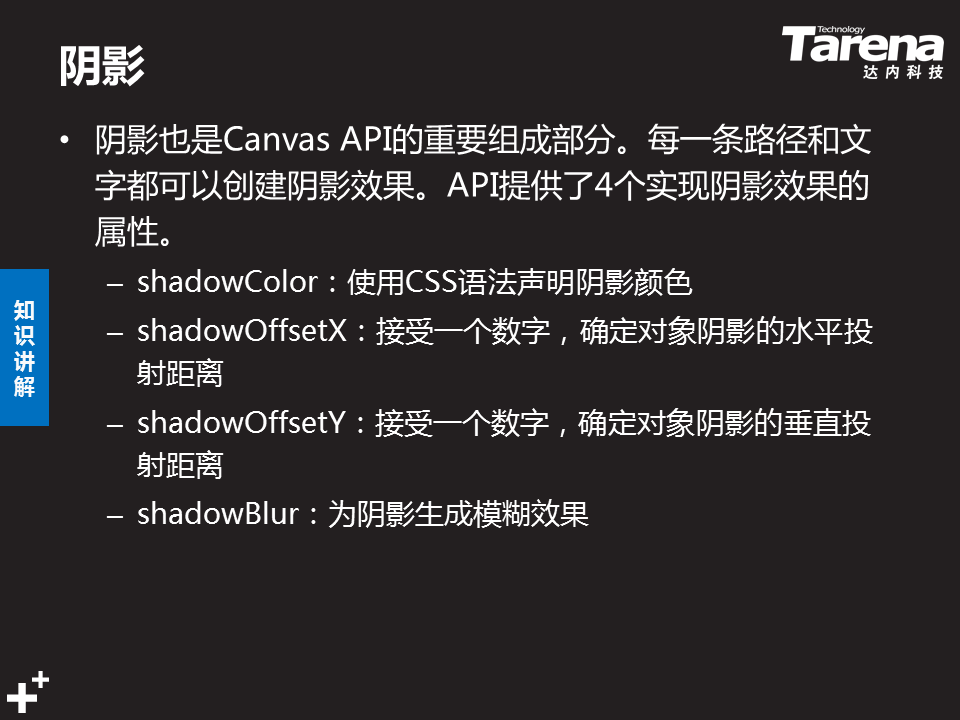 阴影
Technology
Tarena
达内科技
• 阴影也是Canvas API的重要组成部分。每一条路径和文
字都可以创建阴影效果。API提供了4个实现阴影效果的
属性。
– shadowColor：使用CSS语法声明阴影颜色
– shadowOffsetX：接受一个数字，确定对象阴影的水平投
射距离
– shadowOffsetY：接受一个数字，确定对象阴影的垂直投
射距离
– shadowBlur：为阴影生成模糊效果
知
识
讲
解